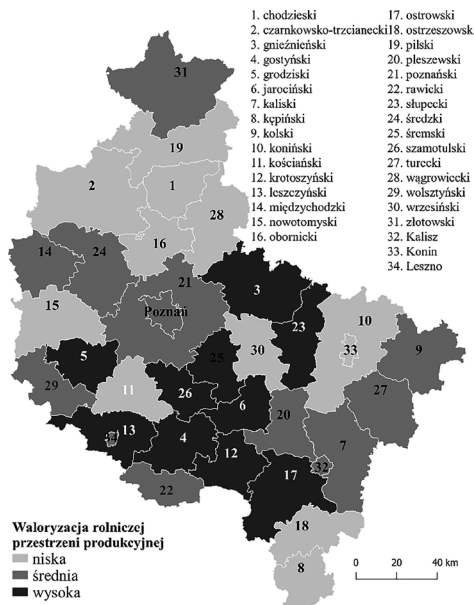 1. chodzieski
2. czarnkowsko-trzcianecki
3. gnieźnieński
4. gostyński
5. grodziski
6. jarociński
7. kaliski
8. kępiński
9. kolski
10. koniński
11. kościański
12. krotoszyński
13. leszczyński
14. międzychodzki
15. nowotomyski
16. obornicki
17. ostrowski
18. ostrzeszowsk
19. pilski
20. pleszewski
21. poznański
22. rawicki
23. słupecki
24. średzki
25. śremski
26. szamotulski
27. turecki
28. wągrowiecki
29. wolsztyński
30. wrzesiński
31. złotowski
32. Kalisz
33. Konin
34. Leszno
31
19
2
1
28
16
14
24
21
Poznań
3
15
23
10
5
25
30
33
9
29
11
26
6
27
20
13
4
7
12
32
22
17
18
8
Waloryzacja rolniczej
przestrzeni produkcyjnej
niska
średnia
wysoka
0 20 40 km